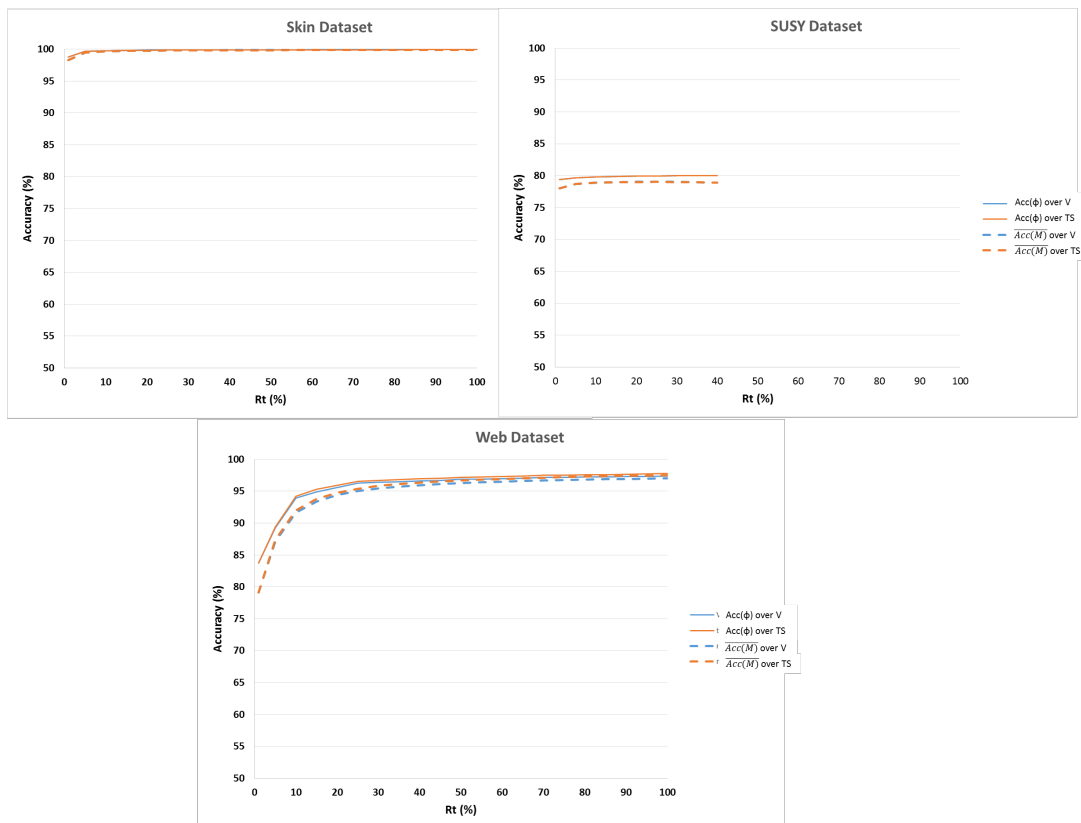 Skin Dataset
100
95
90
85
80
75
70
65
60
55
50
Accuracy (%)
0 10 20 30 40 50 60 70 80 90 100
Rt (%)
SUSY Dataset
100
95
90
85
80
75
70
65
60
55
50
Accuracy (%)
0 10 20 30 40 50 60 70 80 90 100
Rt (%)
Acc(ϕ) over V
Acc(ϕ) over TS
Acc(M) over V
Acc(M) over TS
Web Dataset
100
95
90
85
80
75
70
65
60
55
50
Accuracy (%)
0 10 20 30 40 50 60 70 80 90 100
Rt (%)
Acc(ϕ) over V
Acc(ϕ) over TS
Acc(M) over V
Acc(M) over TS